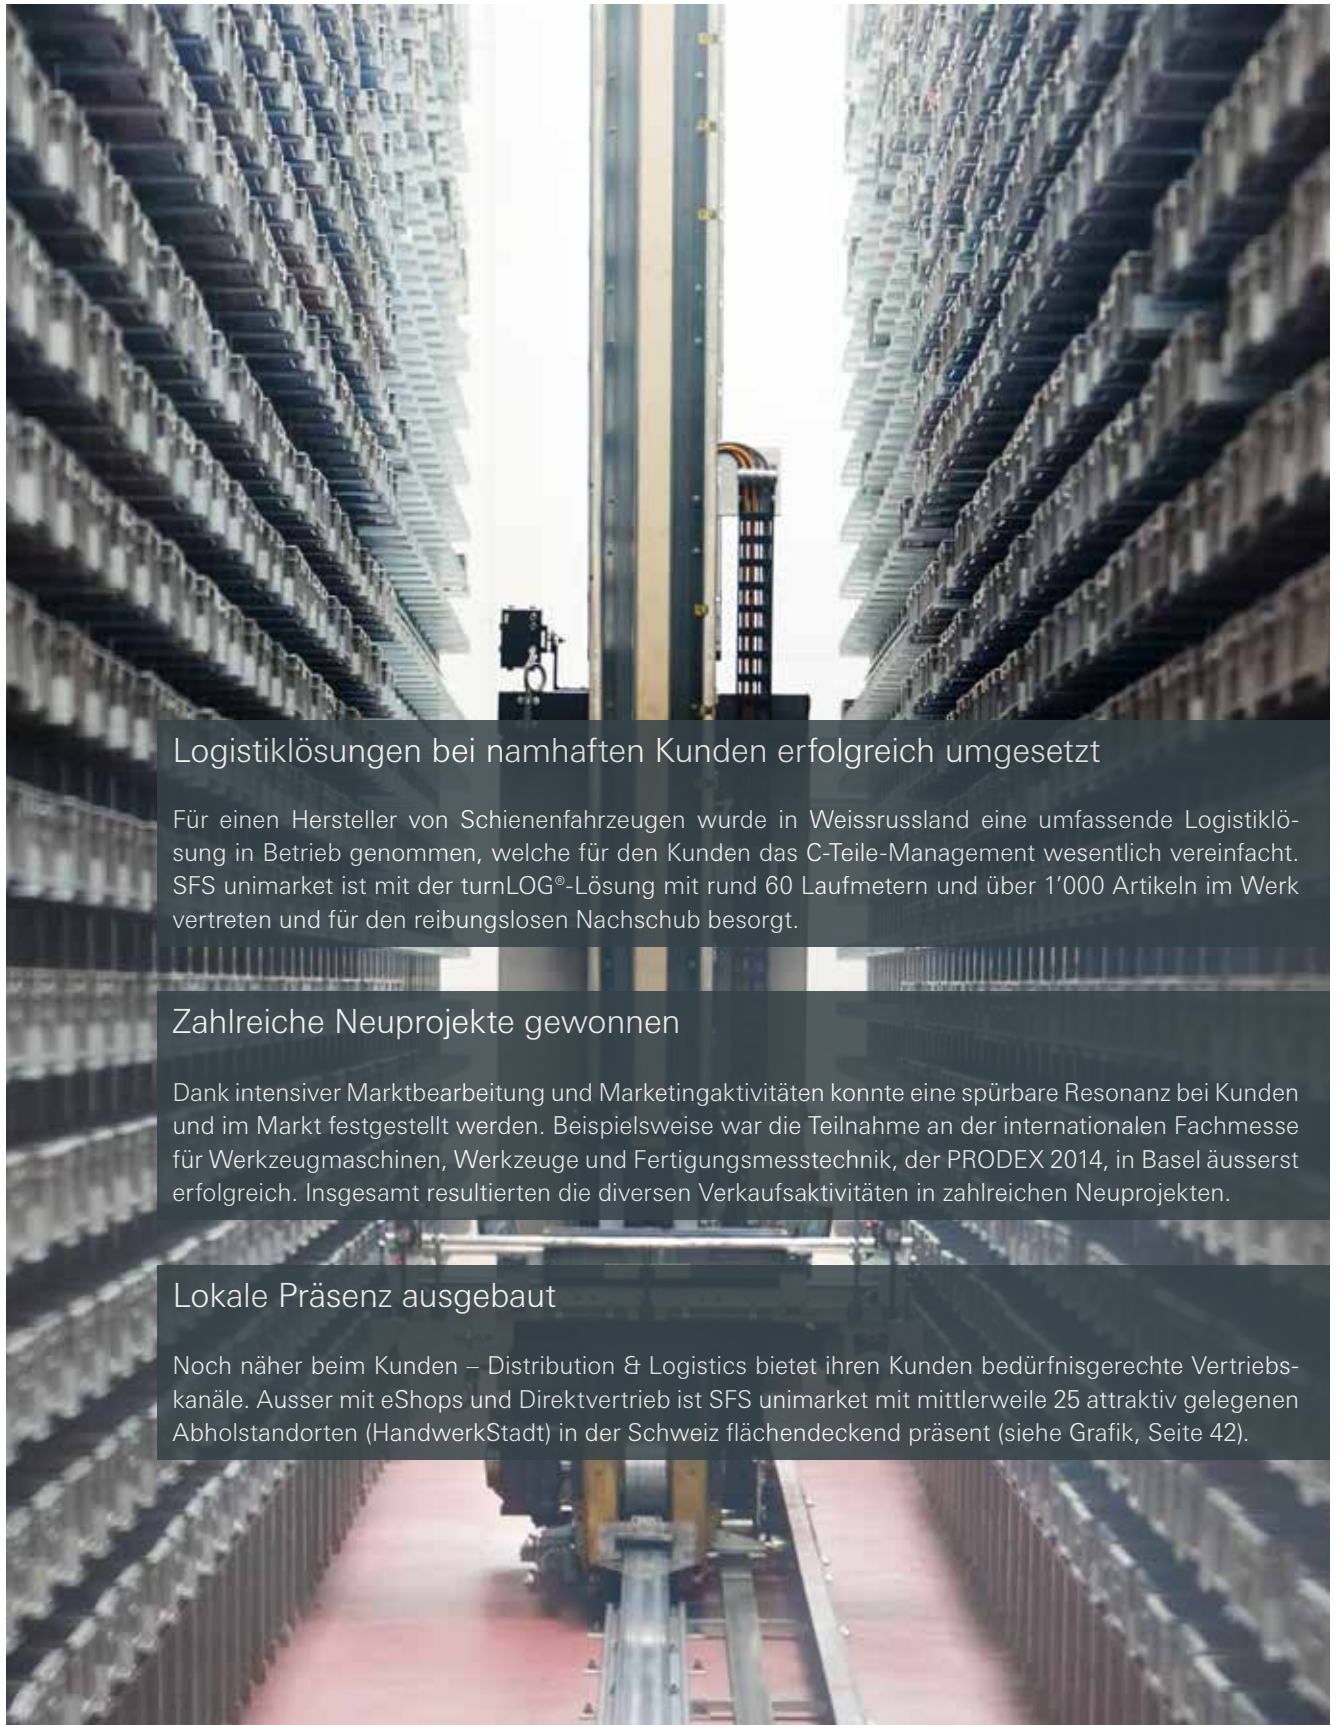 Logistiklösungen bei namhaften Kunden erfolgreich umgesetzt
Für einen Hersteller von Schienenfahrzeugen wurde in Weissrussland eine umfassende Logistiklö-
sung in Betrieb genommen, welche für den Kunden das C-Teile-Management wesentlich vereinfacht.
SFS unimarket ist mit der turnLOG®-Lösung mit rund 60 Laufmetern und über 1'000 Artikeln im Werk
vertreten und für den reibungslosen Nachschub besorgt.
Zahlreiche Neuprojekte gewonnen
Dank intensiver Marktbearbeitung und Marketingaktivitäten konnte eine spürbare Resonanz bei Kunden
und im Markt festgestellt werden. Beispielsweise war die Teilnahme an der internationalen Fachmesse
für Werkzeugmaschinen, Werkzeuge und Fertigungsmesstechnik, der PRODEX 2014, in Basel äusserst
erfolgreich. Insgesamt resultierten die diversen Verkaufsaktivitäten in zahlreichen Neuprojekten.
Lokale Präsenz ausgebaut
Noch näher beim Kunden – Distribution & Logistics bietet ihren Kunden bedürfnisgerechte Vertriebs-
kanäle. Ausser mit eShops und Direktvertrieb ist SFS unimarket mit mittlerweile 25 attraktiv gelegenen
Abholstandorten (HandwerkStadt) in der Schweiz flächendeckend präsent (siehe Grafik, Seite 42).